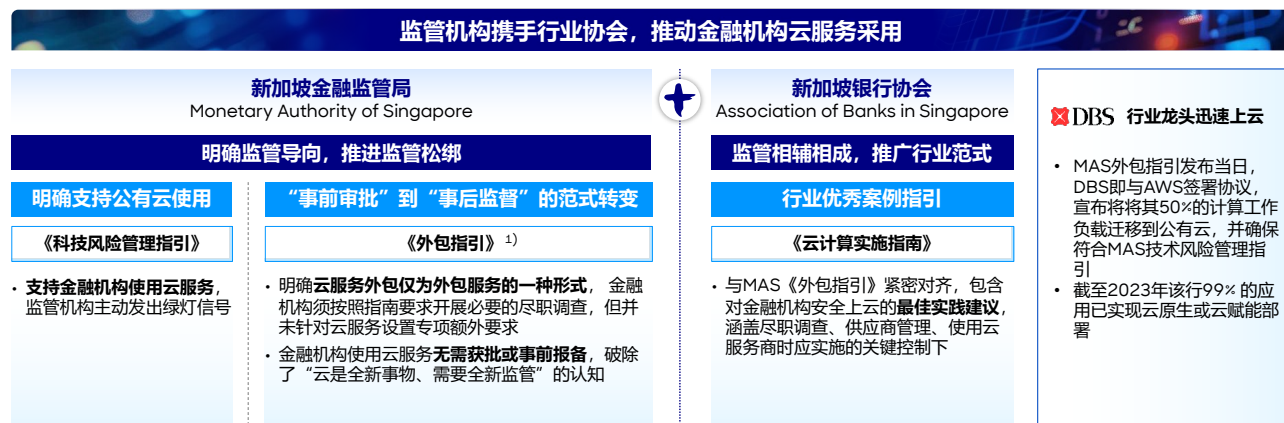 监管机构携手行业协会，推动金融机构云服务采用
新加坡金融监管局
Monetary Authority of Singapore
明确监管导向，推进监管松绑
明确支持公有云使用
《科技风险管理指引》
• 支持金融机构使用云服务，
监管机构主动发出绿灯信号
“事前审批”到“事后监督”的范式转变
《外包指引》1)
• 明确云服务外包仅为外包服务的一种形式， 金融
机构须按照指南要求开展必要的尽职调查，但并
未针对云服务设置专项额外要求
• 金融机构使用云服务无需获批或事前报备，破除
了“云是全新事物、需要全新监管”的认知
新加坡银行协会
Association of Banks in Singapore
监管相辅相成，推广行业范式
行业优秀案例指引
《云计算实施指南》
• 与MAS《外包指引》紧密对齐，包含
对金融机构安全上云的最佳实践建议，
涵盖尽职调查、供应商管理、使用云
服务商时应实施的关键控制下
DBS 行业龙头迅速上云
• MAS外包指引发布当日，
DBS即与AWS签署协议，
宣布将将其50%的计算工作
负载迁移到公有云，并确保
符合MAS技术风险管理指
引
• 截至2023年该行99% 的应
用已实现云原生或云赋能部
署